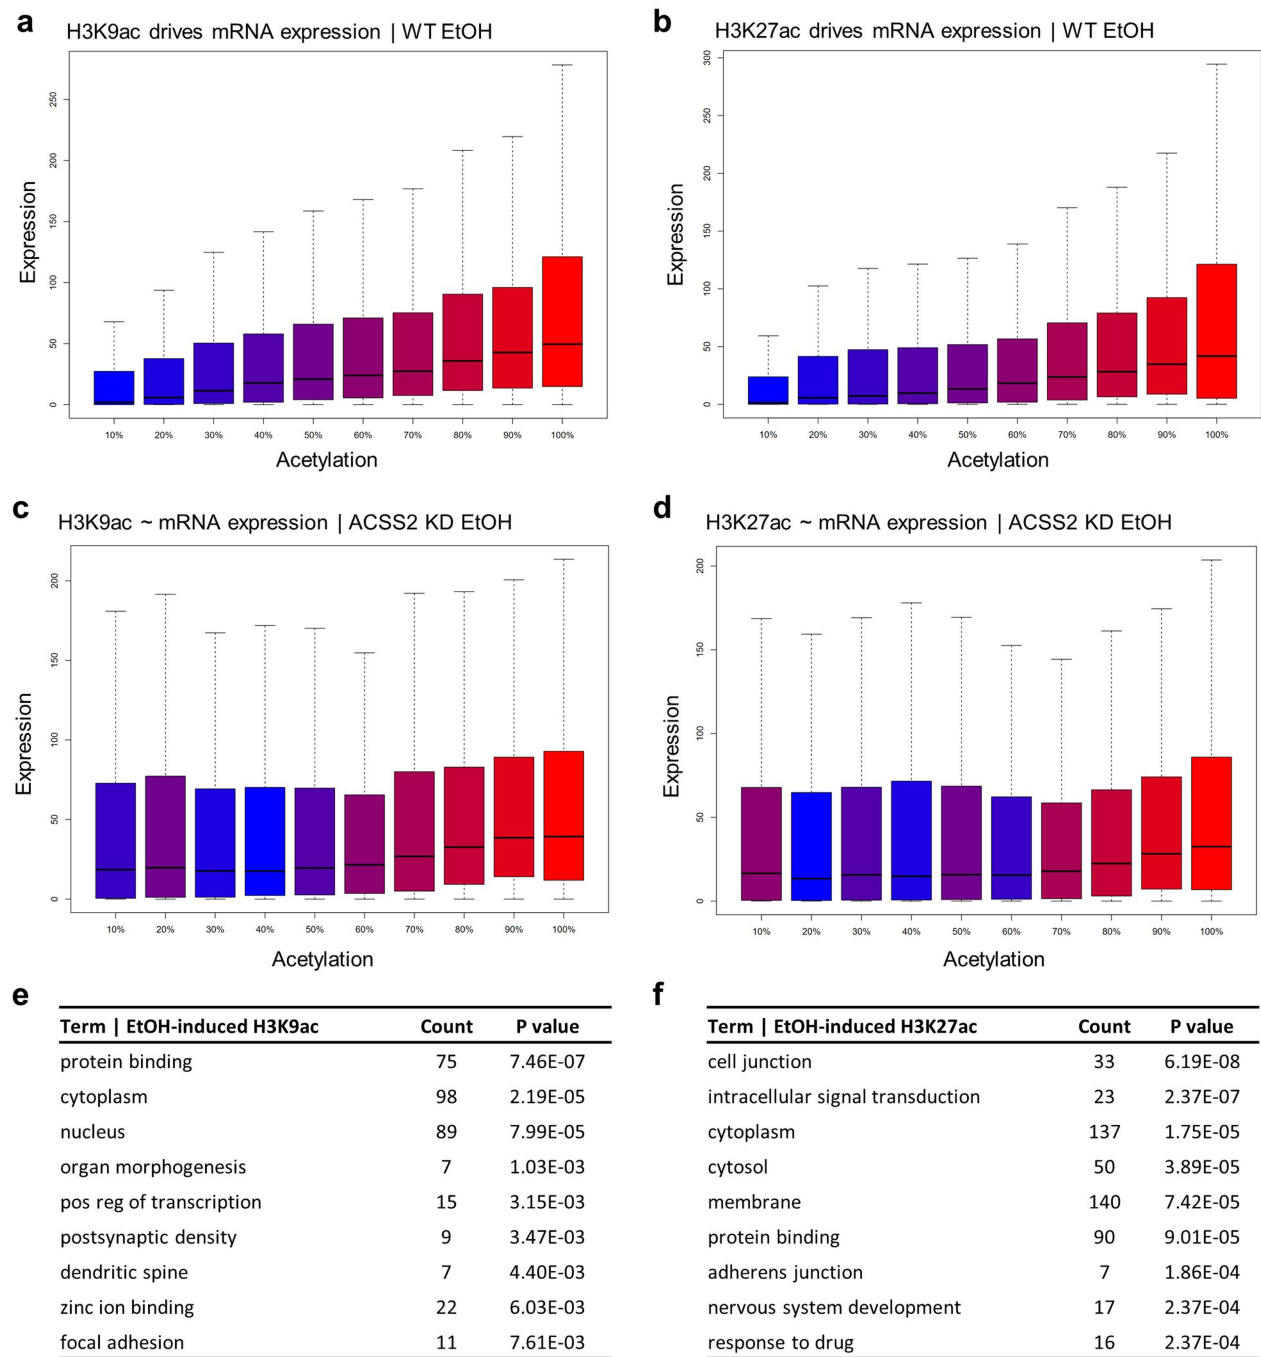 a
H3K9ac drives mRNA expression | WT EtOH
Expression
250
200
150
100
50
0
10% 20% 30% 40% 50% 60% 70% 80% 90% 100%
Acetylation
b
H3K27ac drives mRNA expression | WT EtOH
Expression
300
250
200
150
100
50
0
10% 20% 30% 40% 50% 60% 70% 80% 90% 100%
Acetylation
c
H3K9ac ~ mRNA expression | ACSS2 KD EtOH
Expression
200
150
100
50
0
10% 20% 30% 40% 50% 60% 70% 80% 90% 100%
Acetylation
d
H3K27ac ~ mRNA expression | ACSS2 KD EtOH
Expression
200
150
100
50
0
10% 20% 30% 40% 50% 60% 70% 80% 90% 100%
Acetylation
e
Term | EtOH-induced H3K9ac Count P value
protein binding 75 7.46E-07
cytoplasm 98 2.19E-05
nucleus 89 7.99E-05
organ morphogenesis 7 1.03E-03
pos reg of transcription 15 3.15E-03
postsynaptic density 9 3.47E-03
dendritic spine 7 4.40E-03
zinc ion binding 22 6.03E-03
focal adhesion 11 7.61E-03
f
Term | EtOH-induced H3K27ac Count P value
cell junction 33 6.19E-08
intracellular signal transduction 23 2.37E-07
cytoplasm 137 1.75E-05
cytosol 50 3.89E-05
membrane 140 7.42E-05
protein binding 90 9.01E-05
adherens junction 7 1.86E-04
nervous system development 17 2.37E-04
response to drug 16 2.37E-04